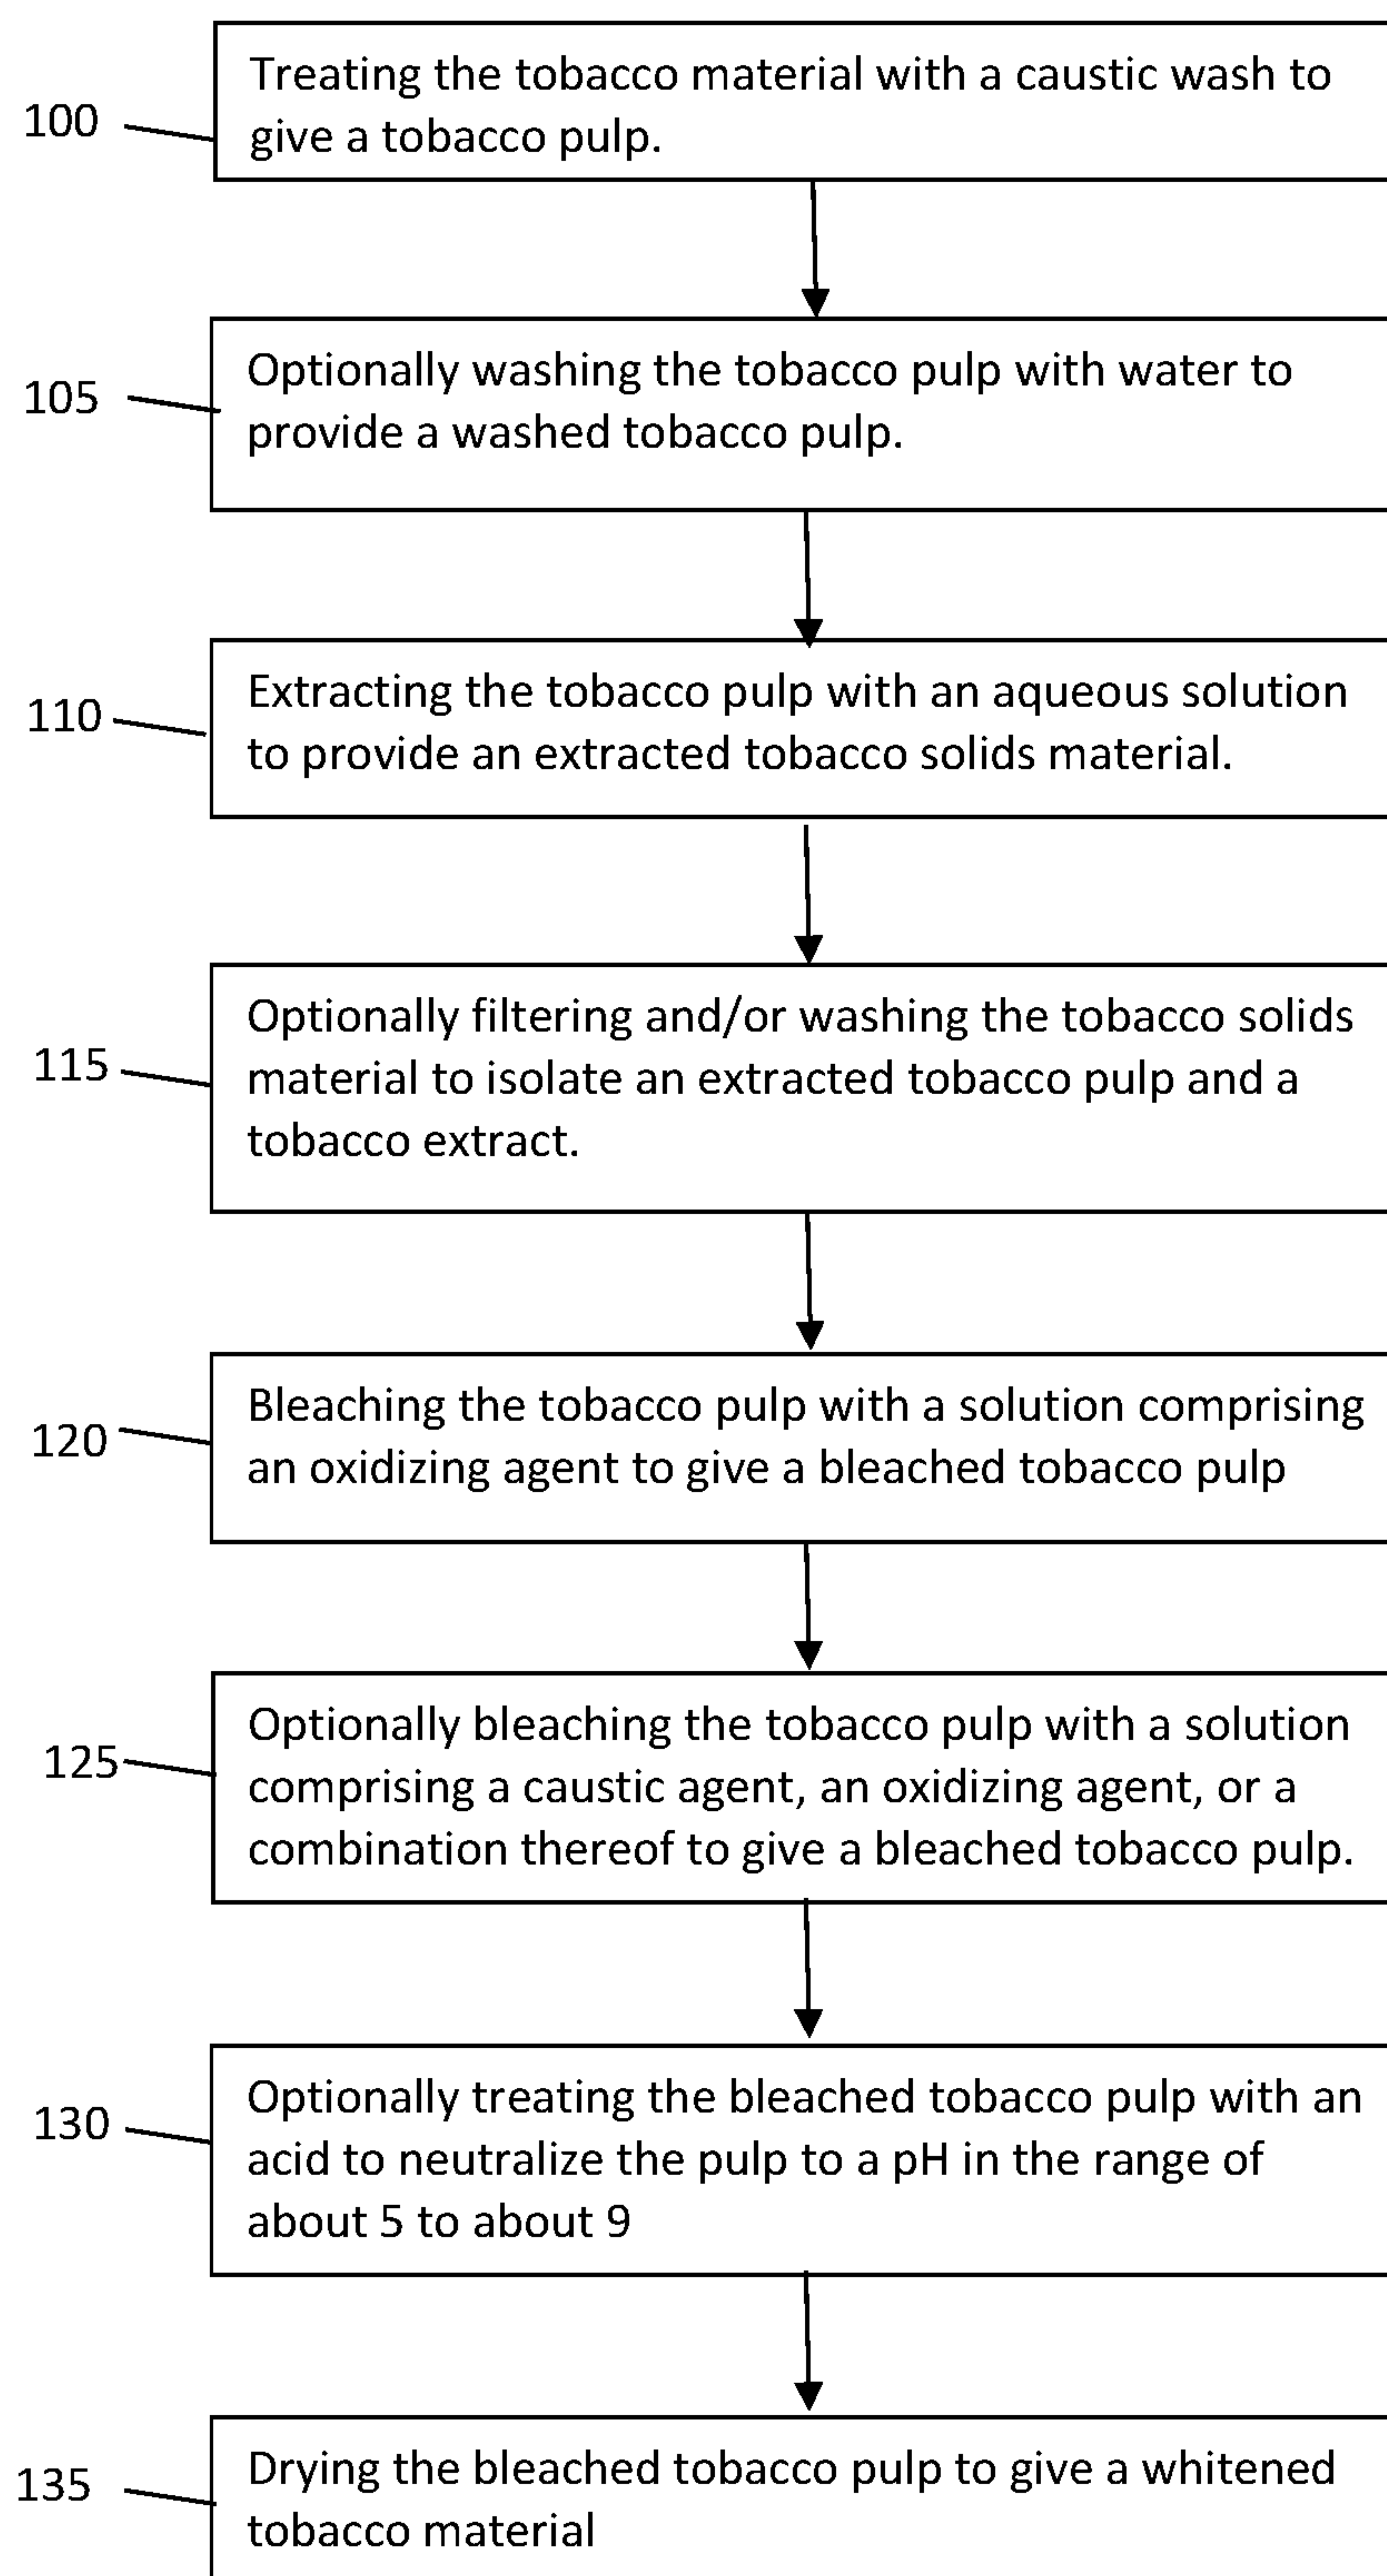 100
Treating the tobacco material with a caustic wash to
give a tobacco pulp.
105
Optionally washing the tobacco pulp with water to
provide a washed tobacco pulp.
110
Extracting the tobacco pulp with an aqueous solution
to provide an extracted tobacco solids material.
115
Optionally filtering and/or washing the tobacco solids
material to isolate an extracted tobacco pulp and a
tobacco extract.
120
Bleaching the tobacco pulp with a solution comprising
an oxidizing agent to give a bleached tobacco pulp
125
Optionally bleaching the tobacco pulp with a solution
comprising a caustic agent, an oxidizing agent, or a
combination thereof to give a bleached tobacco pulp.
130
Optionally treating the bleached tobacco pulp with an
acid to neutralize the pulp to a pH in the range of
about 5 to about 9
135
Drying the bleached tobacco pulp to give a whitened
tobacco material